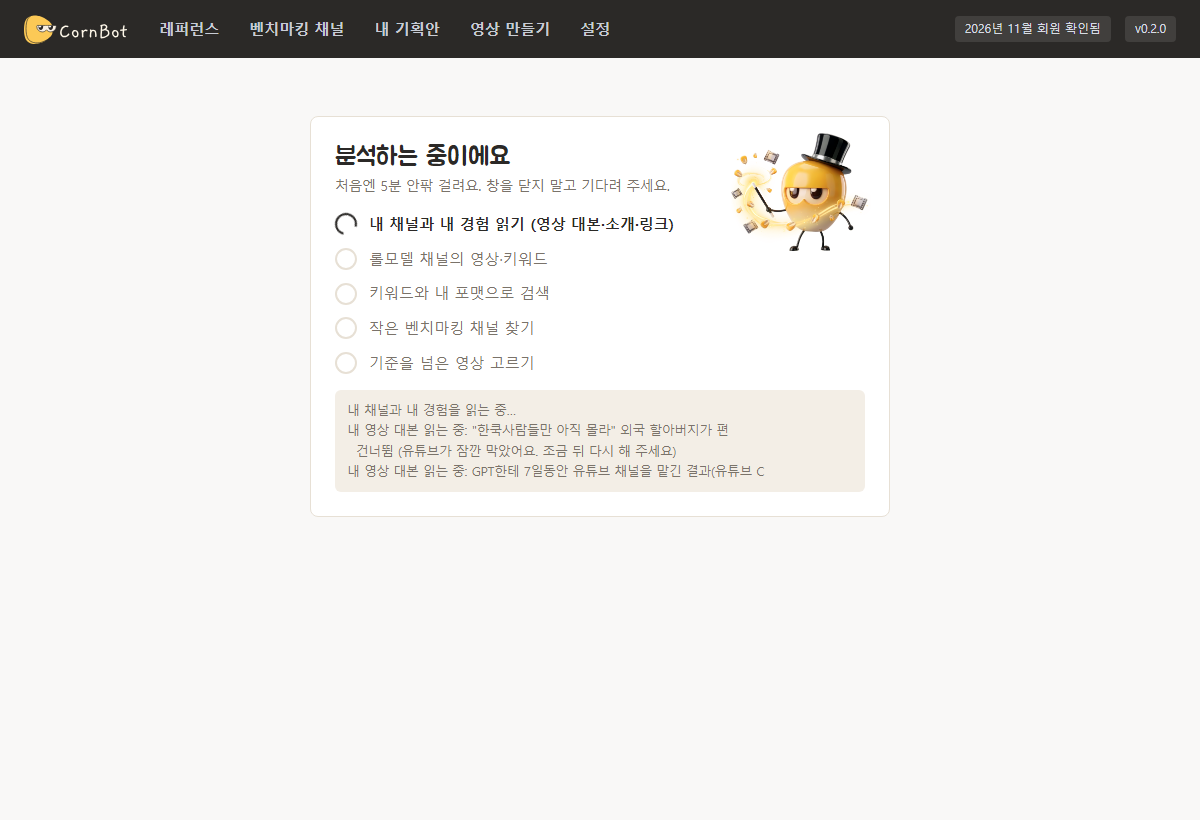 CornBot
레퍼런스
벤치마킹 채널
내 기획안
영상 만들기
설정
2026년 11월 회원 확인됨
v0.2.0
분석하는 중이에요
처음엔 5분 안팎 걸려요. 창을 닫지 말고 기다려 주세요.
내 채널과 내 경험 읽기 (영상 대본·소개·링크)
롤모델 채널의 영상·키워드
키워드와 내 포맷으로 검색
작은 벤치마킹 채널 찾기
기준을 넘은 영상 고르기
내 채널과 내 경험을 읽는 중...
내 영상 대본 읽는 중: "한쿡사람들만 아직 몰라" 외국 할아버지가 편
건너뜀 (유튜브가 잠깐 막았어요. 조금 뒤 다시 해 주세요)
내 영상 대본 읽는 중: GPT한테 7일동안 유튜브 채널을 맡긴 결과(유튜브 C